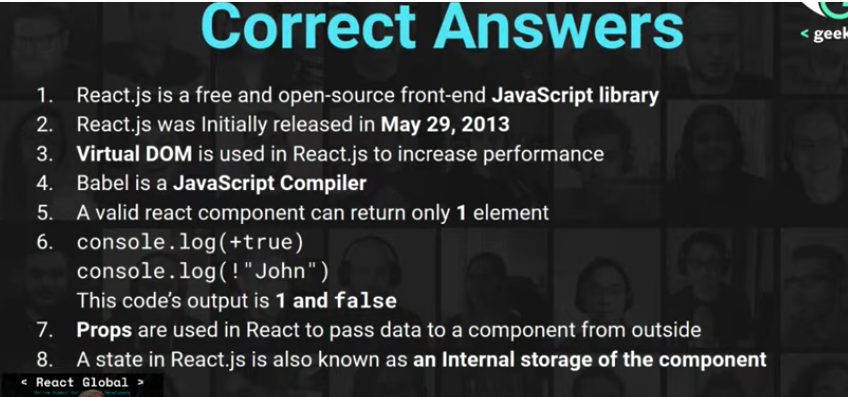 Correct Answers
< geek
1. React.js is a free and open-source front-end JavaScript library
2. React.js was Initially released in May 29, 2013
3. Virtual DOM is used in React.js to increase performance
4. Babel is a JavaScript Compiler
5. A valid react component can return only 1 element
6. console.log(+true)
console.log(!"John")
This code's output is 1 and false
7. Props are used in React to pass data to a component from outside
8. A state in React.js is also known as an Internal storage of the component
< React Global >